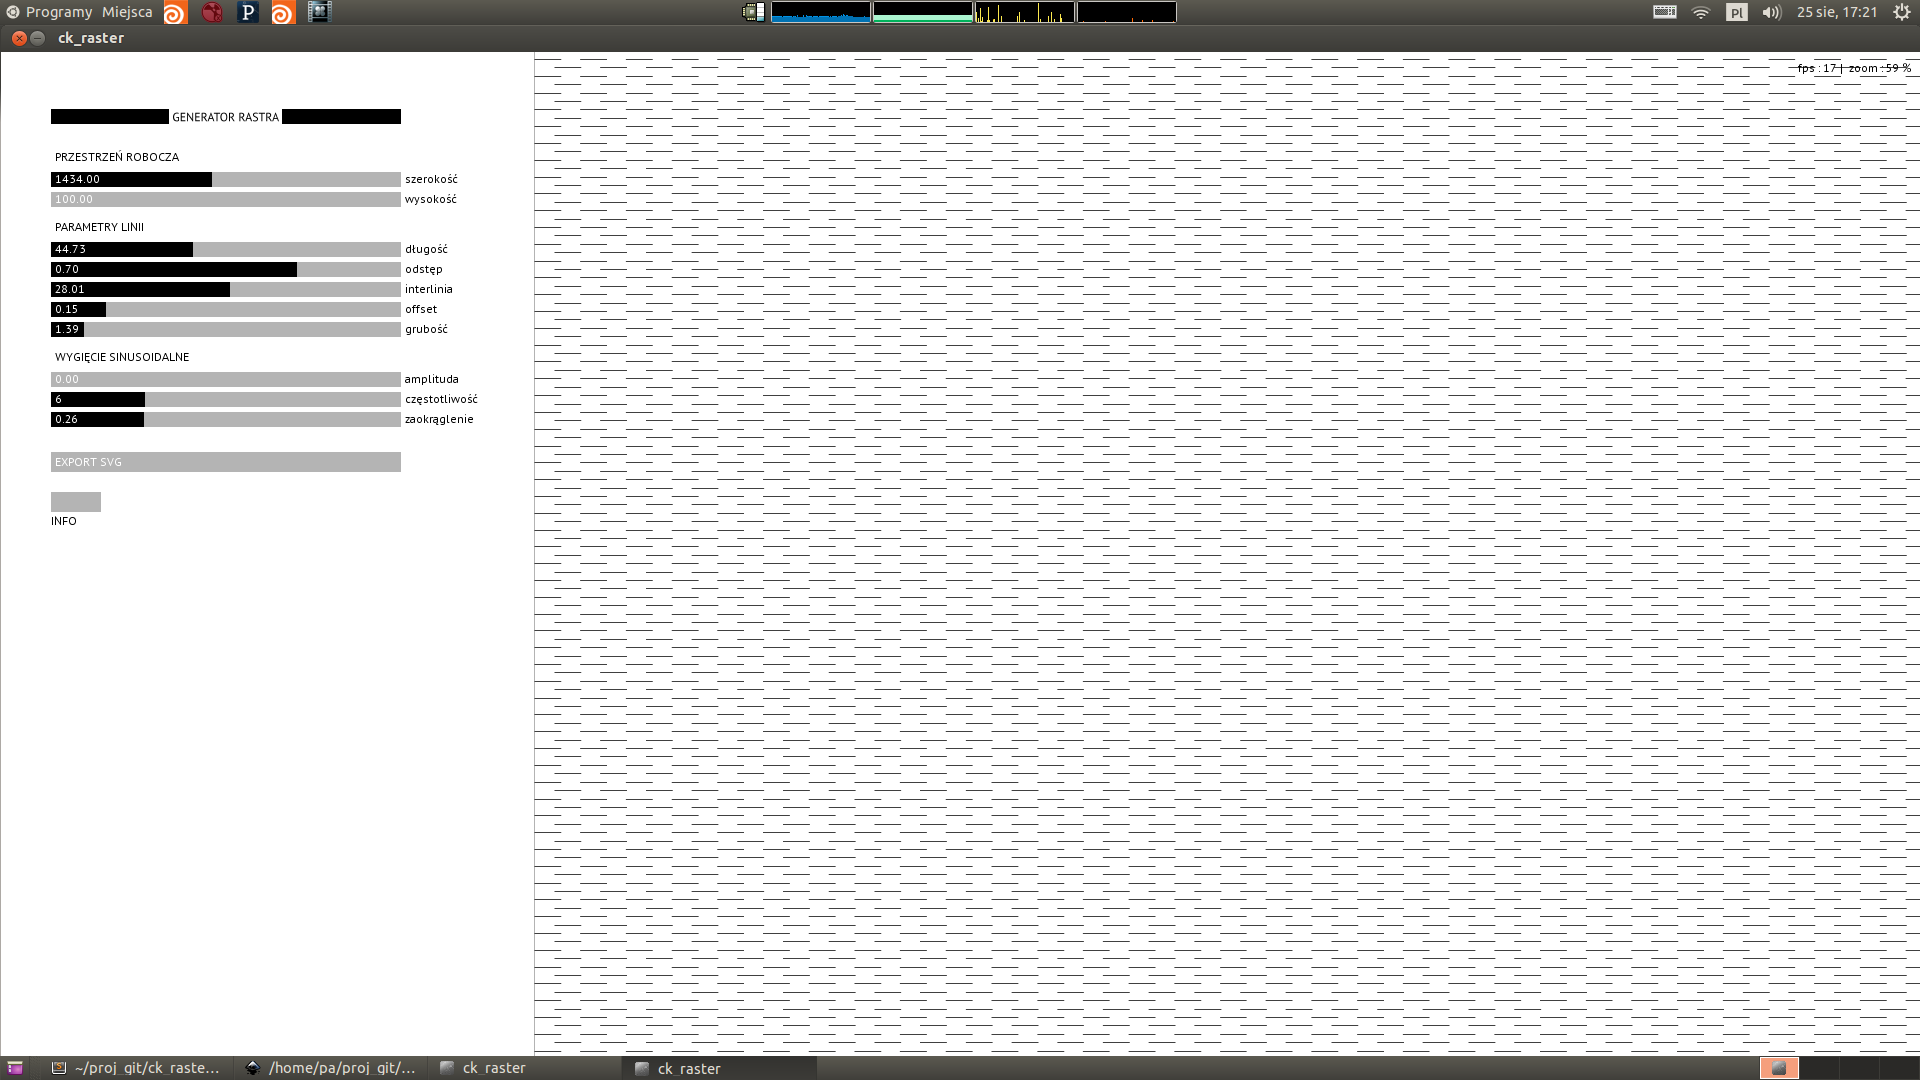 Programy Miejsca P Pl 25 sie, 17:21
ck_raster
fps : 17 | zoom : 59 %
GENERATOR RASTRA
PRZESTRZEŃ ROBOCZA
1434.00 szerokość
100.00 wysokość
PARAMETRY LINII
44.73 długość
0.70 odstęp
28.01 interlinia
0.15 offset
1.39 grubość
WYGIĘCIE SINUSOIDALNE
0.00 amplituda
6 częstotliwość
0.26 zaokrąglenie
EXPORT SVG
INFO
~/proj_git/ck_raste... /home/pa/proj_git/... ck_raster ck_raster